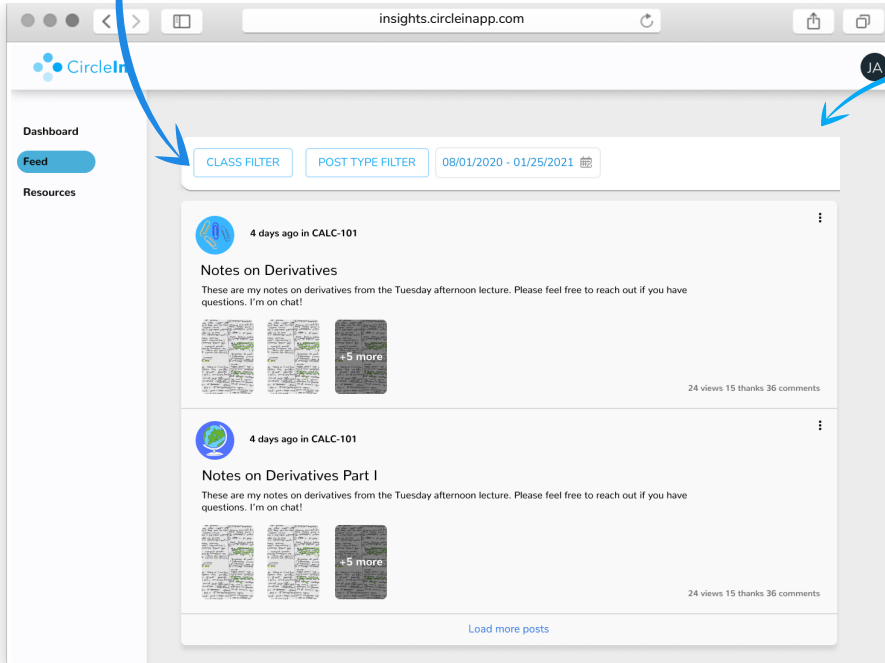 insights.circleinapp.com
CircleIn
JA
Dashboard
Feed
Resources
CLASS FILTER
POST TYPE FILTER
08/01/2020 - 01/25/2021
4 days ago in CALC-101
Notes on Derivatives
These are my notes on derivatives from the Tuesday afternoon lecture. Please feel free to reach out if you have
questions. I'm on chat!
+5 more
24 views 15 thanks 36 comments
4 days ago in CALC-101
Notes on Derivatives Part I
These are my notes on derivatives from the Tuesday afternoon lecture. Please feel free to reach out if you have
questions. I'm on chat!
+5 more
24 views 15 thanks 36 comments
Load more posts